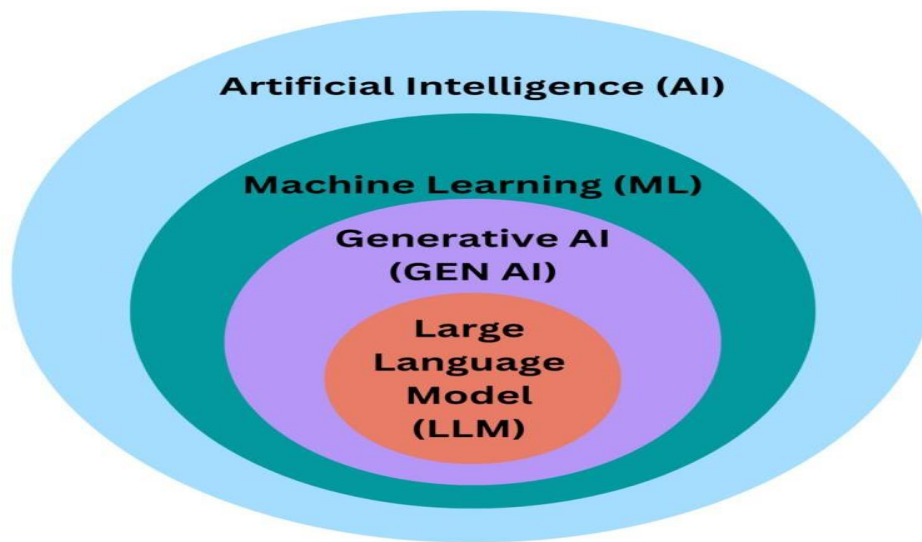 Artificial Intelligence (AI)
Machine Learning (ML)
Generative AI
(GEN AI)
Large
Language
Model
(LLM)